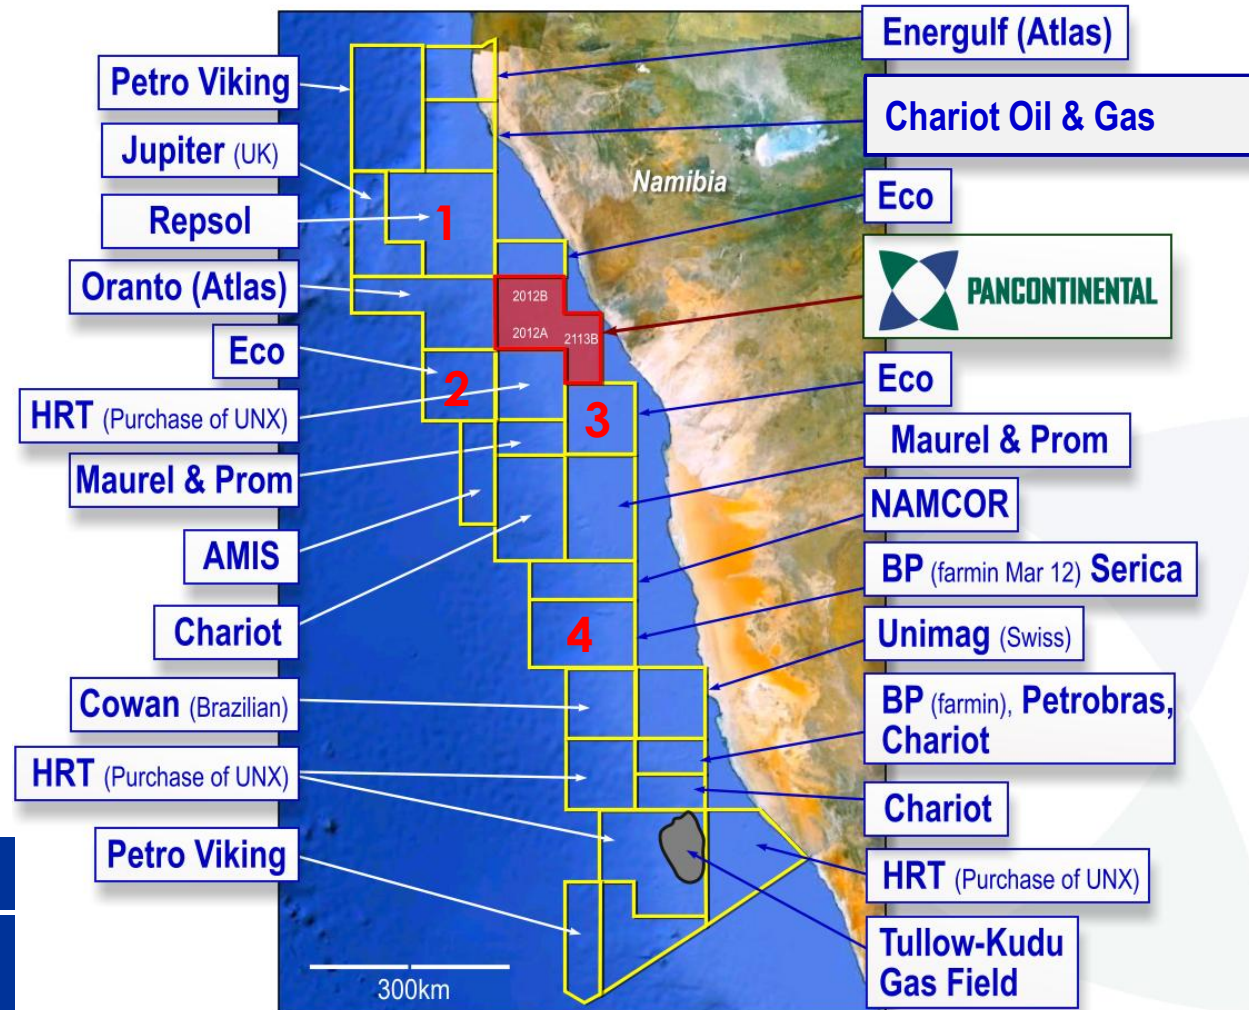 Petro Viking
Jupiter (UK)
Repsol
Oranto (Atlas)
Eco
HRT (Purchase of UNX)
Maurel & Prom
AMIS
Chariot
Cowan (Brazilian)
HRT (Purchase of UNX)
Petro Viking
Namibia
1
2012B
2012A
2113B
2
3
4
300km
Energulf (Atlas)
Chariot Oil & Gas
Eco
PANCONTINENTAL
Eco
Maurel & Prom
NAMCOR
BP (farmin Mar 12) Serica
Unimag (Swiss)
BP (farmin), Petrobras,
Chariot
Chariot
HRT (Purchase of UNX)
Tullow-Kudu
Gas Field